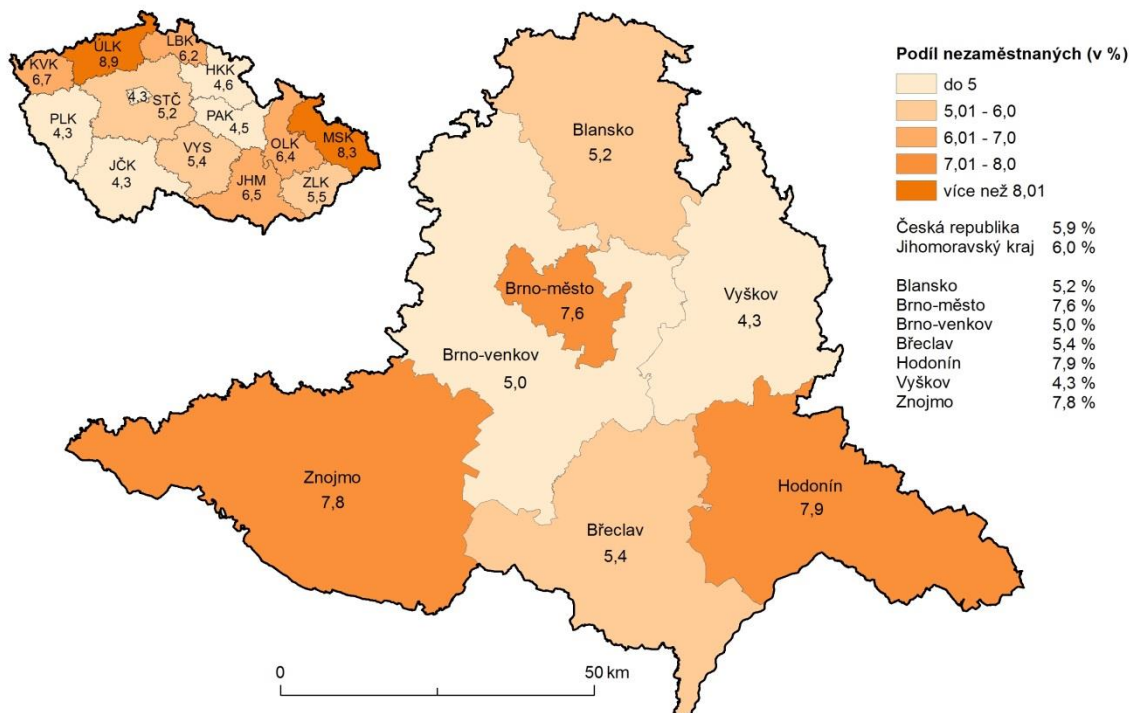 ÚLK
8,9
LBK
6,2
KVK
6,7
HKK
4,6
4,3
STČ
5,2
PLK
4,3
PAK
4,5
MSK
8,3
OLK
6,4
VYS
5,4
JČK
4,3
JHM
6,5
ZLK
5,5
Blansko
5,2
Brno-město
7,6
Vyškov
4,3
Brno-venkov
5,0
Znojmo
7,8
Hodonín
7,9
Břeclav
5,4
0 50 km
Podíl nezaměstnaných (v %)
do 5
5,01 - 6,0
6,01 - 7,0
7,01 - 8,0
více než 8,01
Česká republika 5,9 %
Jihomoravský kraj 6,0 %
Blansko 5,2 %
Brno-město 7,6 %
Brno-venkov 5,0 %
Břeclav 5,4 %
Hodonín 7,9 %
Vyškov 4,3 %
Znojmo 7,8 %